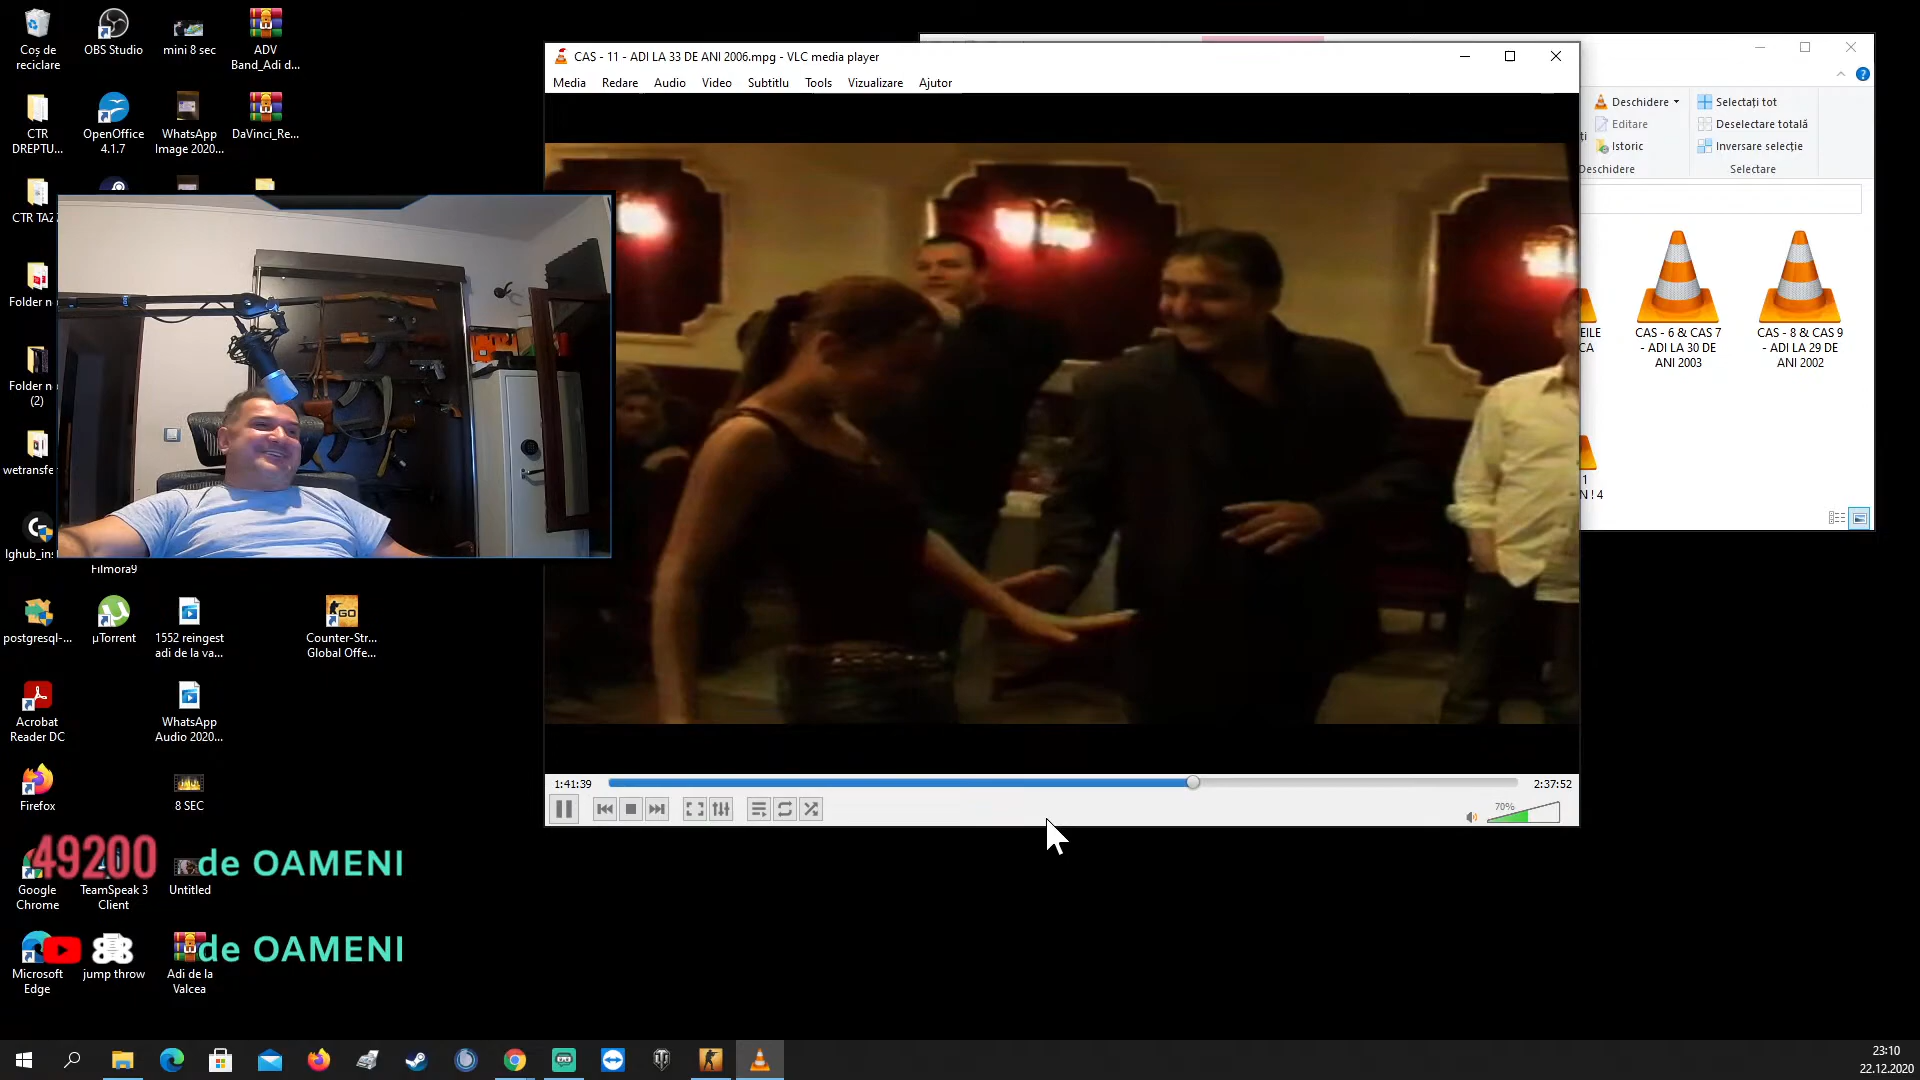 Coș de
reciclare
OBS Studio
mini 8 sec
ADV
Band_Adi d...
CTR
DREPTU...
OpenOffice
4.1.7
WhatsApp
Image 2020...
DaVinci_Re...
CTR TAZ
Folder n
Folder n
(2)
wetransfe
lghub_ins
Filmora9
postgresql-...
µTorrent
1552 reingest
adi de la va...
Counter-Str...
Global Offe...
Acrobat
Reader DC
WhatsApp
Audio 2020...
Firefox
8 SEC
49200
de OAMENI
Google
Chrome
TeamSpeak 3
Client
Untitled
de OAMENI
Microsoft
Edge
jump throw
Adi de la
Valcea
CAS - 11 - ADI LA 33 DE ANI 2006.mpg - VLC media player
Media Redare Audio Video Subtitlu Tools Vizualizare Ajutor
1:41:39
2:37:52
70%
Deschidere
Editare
Istoric
Deschidere
Selectați tot
Deselectare totală
Inversare selecție
Selectare
CAS - 6 & CAS 7
- ADI LA 30 DE
ANI 2003
CAS - 8 & CAS 9
- ADI LA 29 DE
ANI 2002
23:10
22.12.2020